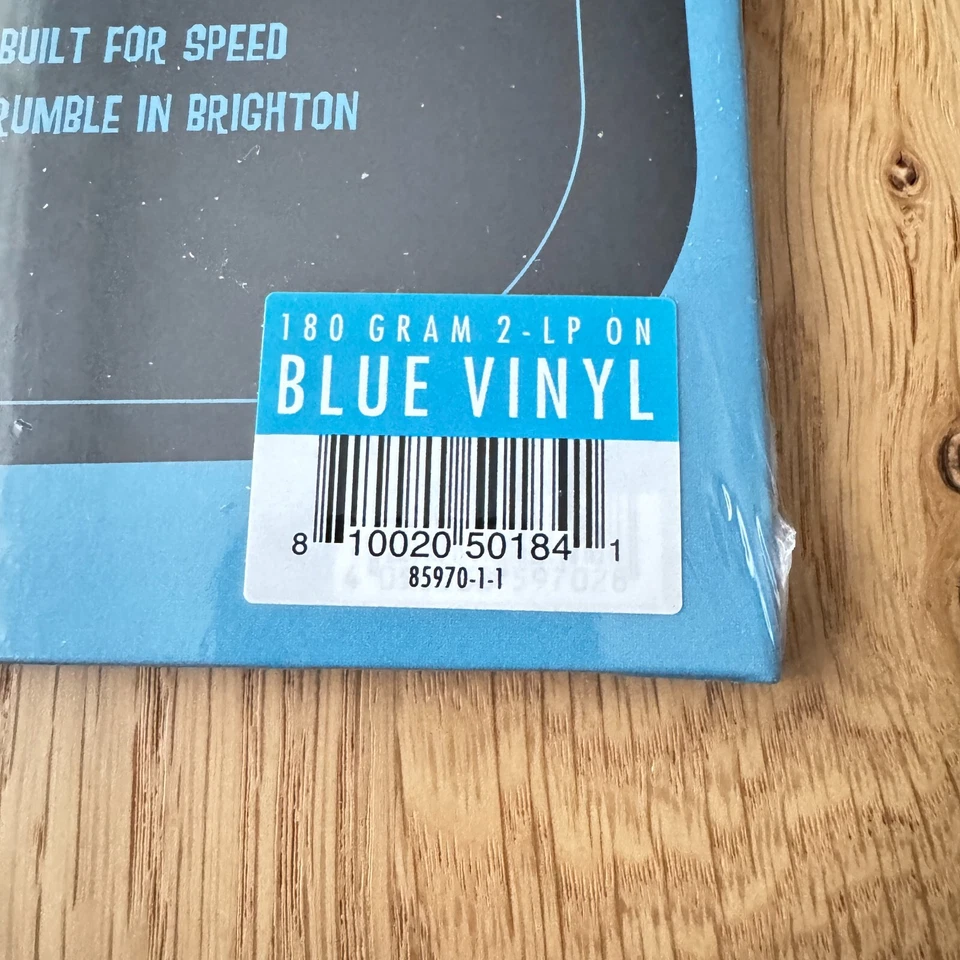 BUILT FOR SPEED
RUMBLE IN BRIGHTON
180 GRAM 2-LP ON
BLUE VINYL
8 10020 50184 1
85970-1-1